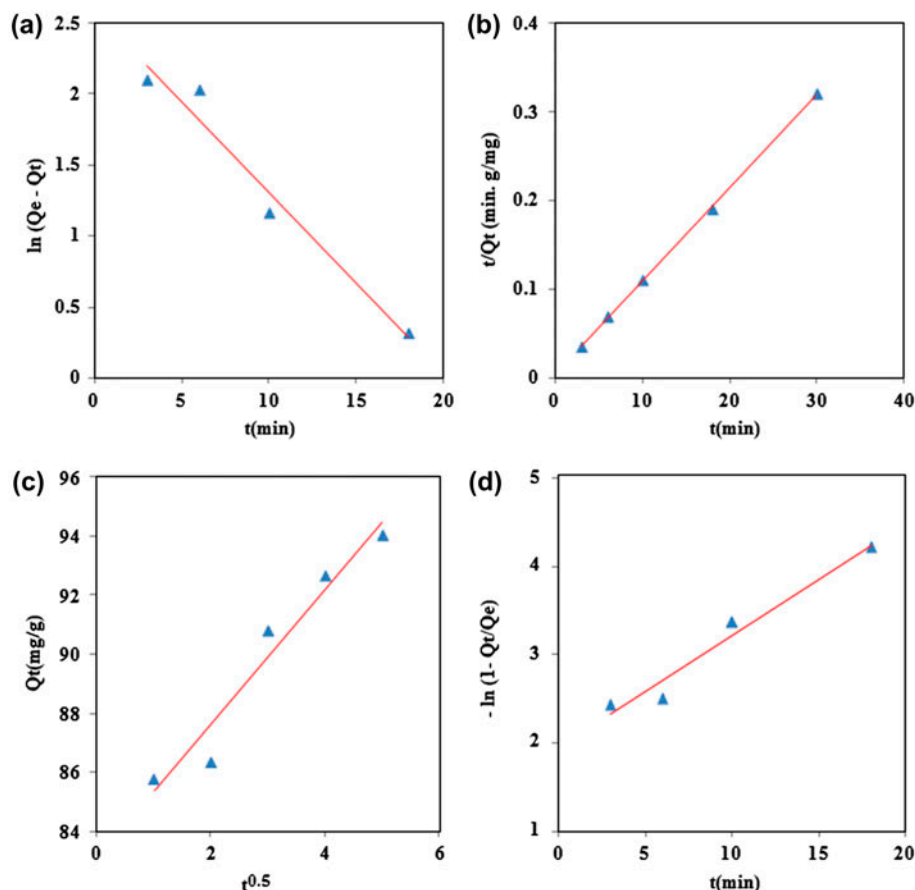 (a)
2.5
2
1.5
1
0.5
0
0 5 10 15 20
ln (Qe - Qt)
t(min)
(b)
0.4
0.3
0.2
0.1
0
0 10 20 30 40
t/Qt (min. g/mg)
t(min)
(c)
96
94
92
90
88
86
84
0 2 4 6
Qt(mg/g)
t^0.5
(d)
5
4
3
2
1
0 5 10 15 20
- ln (1- Qt/Qe)
t(min)